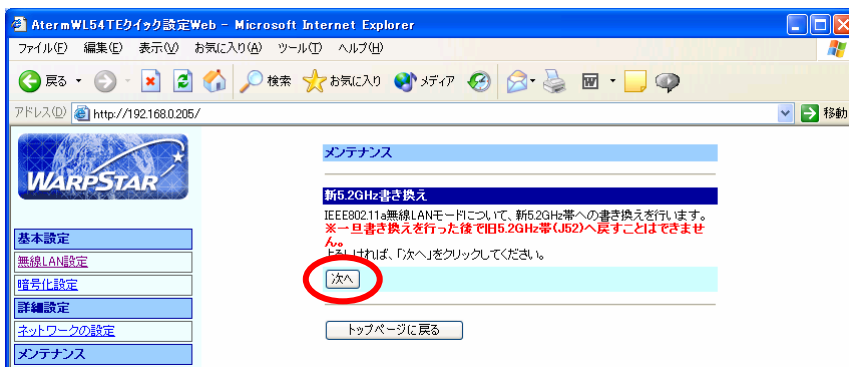 AtermWL54TEクイック設定Web - Microsoft Internet Explorer
ファイル(F) 編集(E) 表示(V) お気に入り(A) ツール(T) ヘルプ(H)
戻る 検索 お気に入り メディア
アドレス(D) http://192.168.0.205/ 移動
WARPSTAR
基本設定
無線LAN設定
暗号化設定
詳細設定
ネットワークの設定
メンテナンス
メンテナンス
新5.2GHz書き換え
IEEE802.11a無線LANモードについて、新5.2GHz帯への書き換えを行います。
※一旦書き換えを行った後で旧5.2GHz帯(J52)へ戻すことはできませ
ん。
よろしければ、「次へ」をクリックしてください。
次へ
トップページに戻る